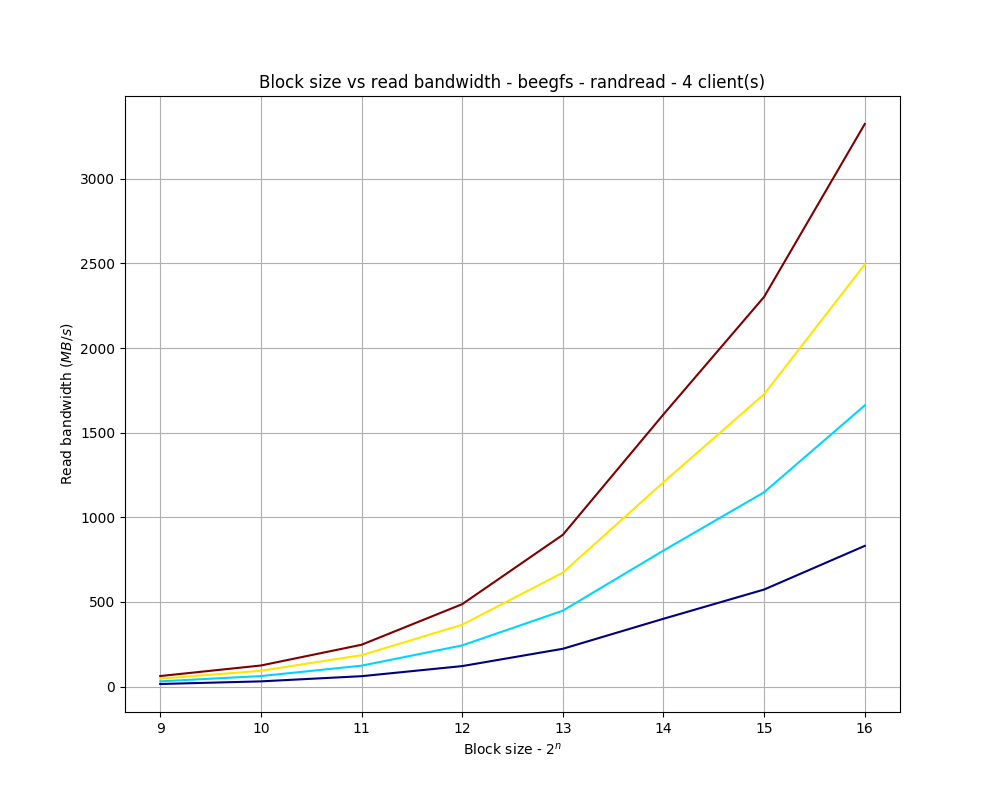 Block size vs read bandwidth - beegfs - randread - 4 client(s)
3000
2500
2000
1500
1000
500
0
Read bandwidth (MB/s)
9 10 11 12 13 14 15 16
Block size - 2^n